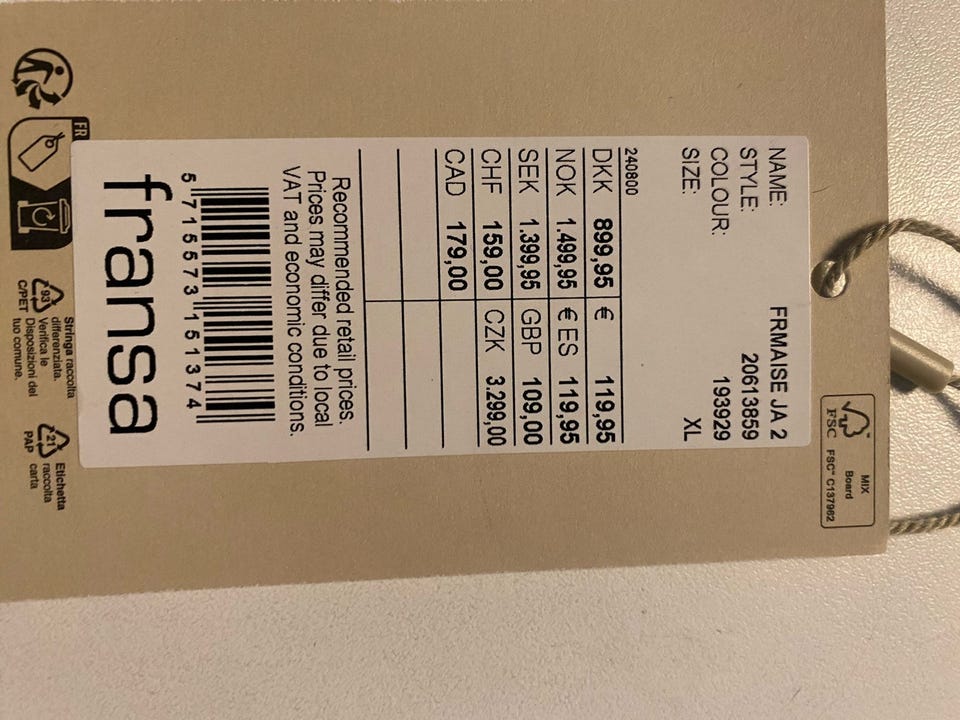 MIX
Board
FSC™ C137962
FSC
NAME: FRMAISE JA 2
STYLE: 20613859
COLOUR: 193929
SIZE: XL
240800
DKK 899,95 € 119,95
NOK 1.499,95 € ES 119,95
SEK 1.399,95 GBP 109,00
CHF 159,00 CZK 3.299,00
CAD 179,00
Recommended retail prices.
Prices may differ due to local
VAT and economic conditions.
5 715573 151374
fransa
FR
Stringa raccolta
differenziata.
Verifica le
Disposizioni del
tuo comune.
93
C/PET
Etichetta
raccolta
carta
21
PAP